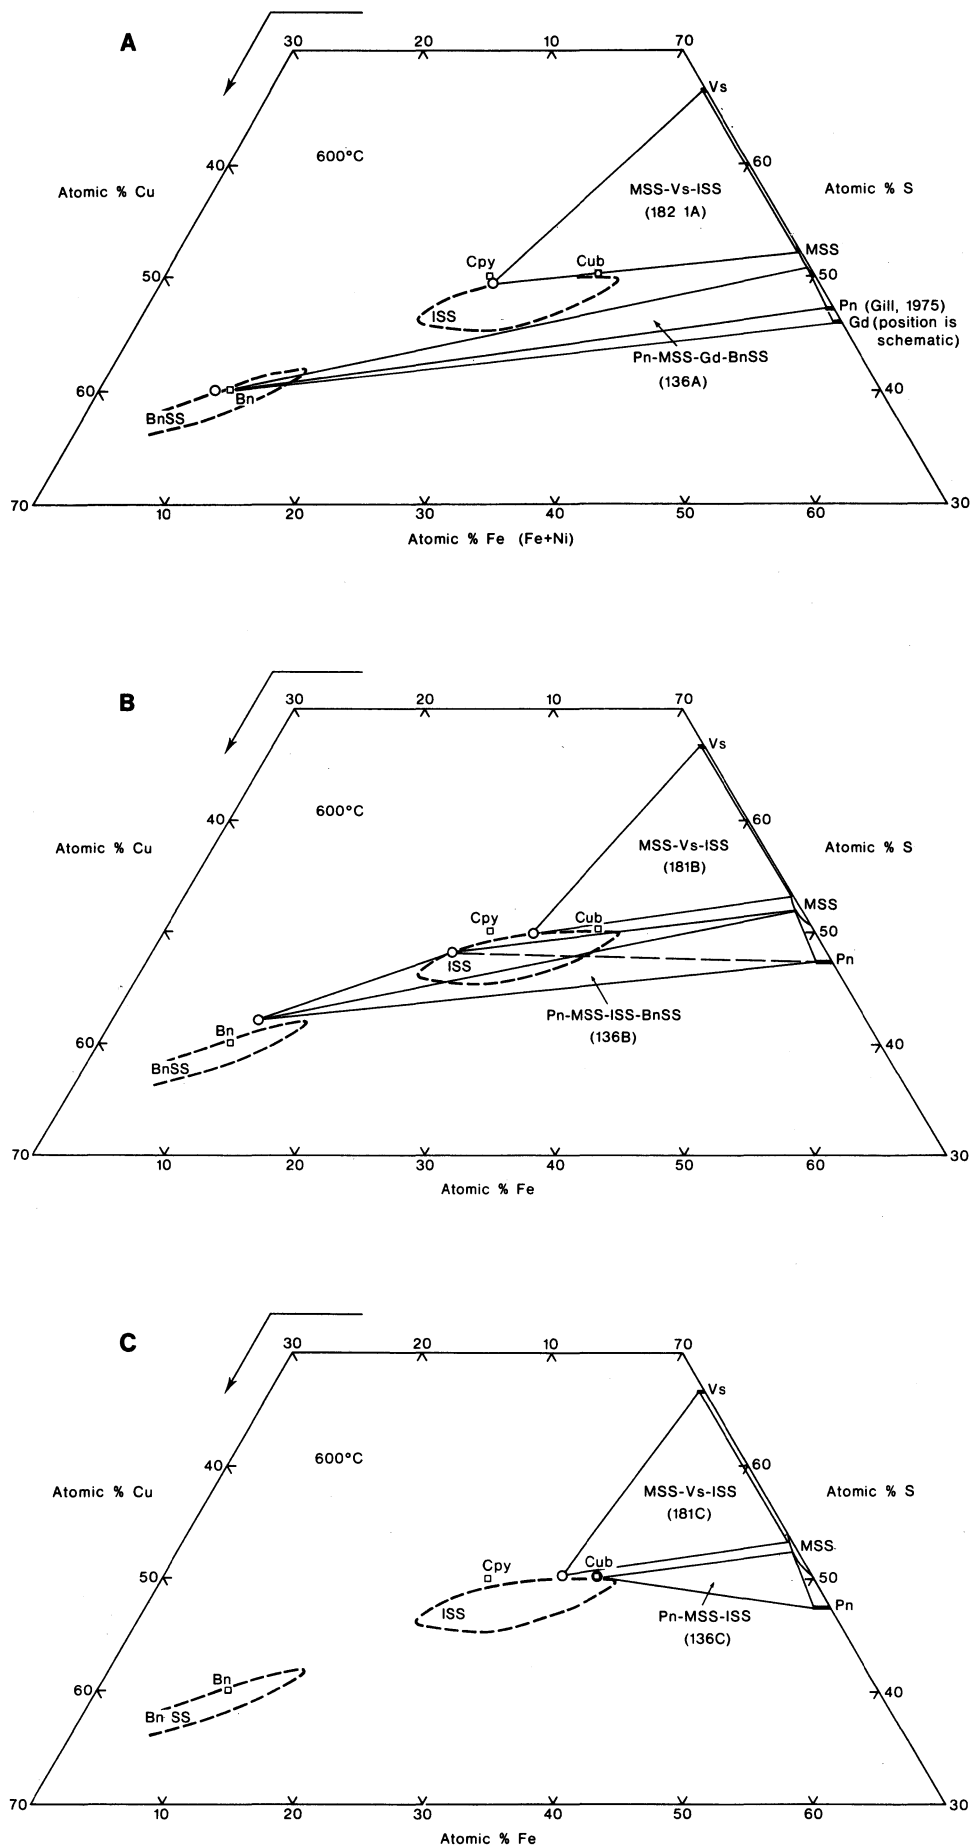 A
30 20 10 70
Vs
600°C
40
60
Atomic % Cu
MSS-Vs-ISS
(182 1A)
Atomic % S
MSS
Cpy
Cub
50
50
Pn (Gill, 1975)
ISS
Gd (position is
schematic)
Pn-MSS-Gd-BnSS
(136A)
60
Bn
40
BnSS
70
30
10 20 30 40 50 60
Atomic % Fe (Fe+Ni)
B
30 20 10 70
Vs
600°C
40
60
Atomic % Cu
MSS-Vs-ISS
(181B)
Atomic % S
MSS
Cpy
Cub
50
ISS
Pn
Pn-MSS-ISS-BnSS
(136B)
Bn
60
40
BnSS
70
30
10 20 30 40 50 60
Atomic % Fe
C
30 20 10 70
Vs
600°C
40
60
Atomic % Cu
MSS-Vs-ISS
(181C)
Atomic % S
MSS
Cpy
Cub
50
50
ISS
Pn
Pn-MSS-ISS
(136C)
Bn
60
40
Bn SS
70
30
10 20 30 40 50 60
Atomic % Fe